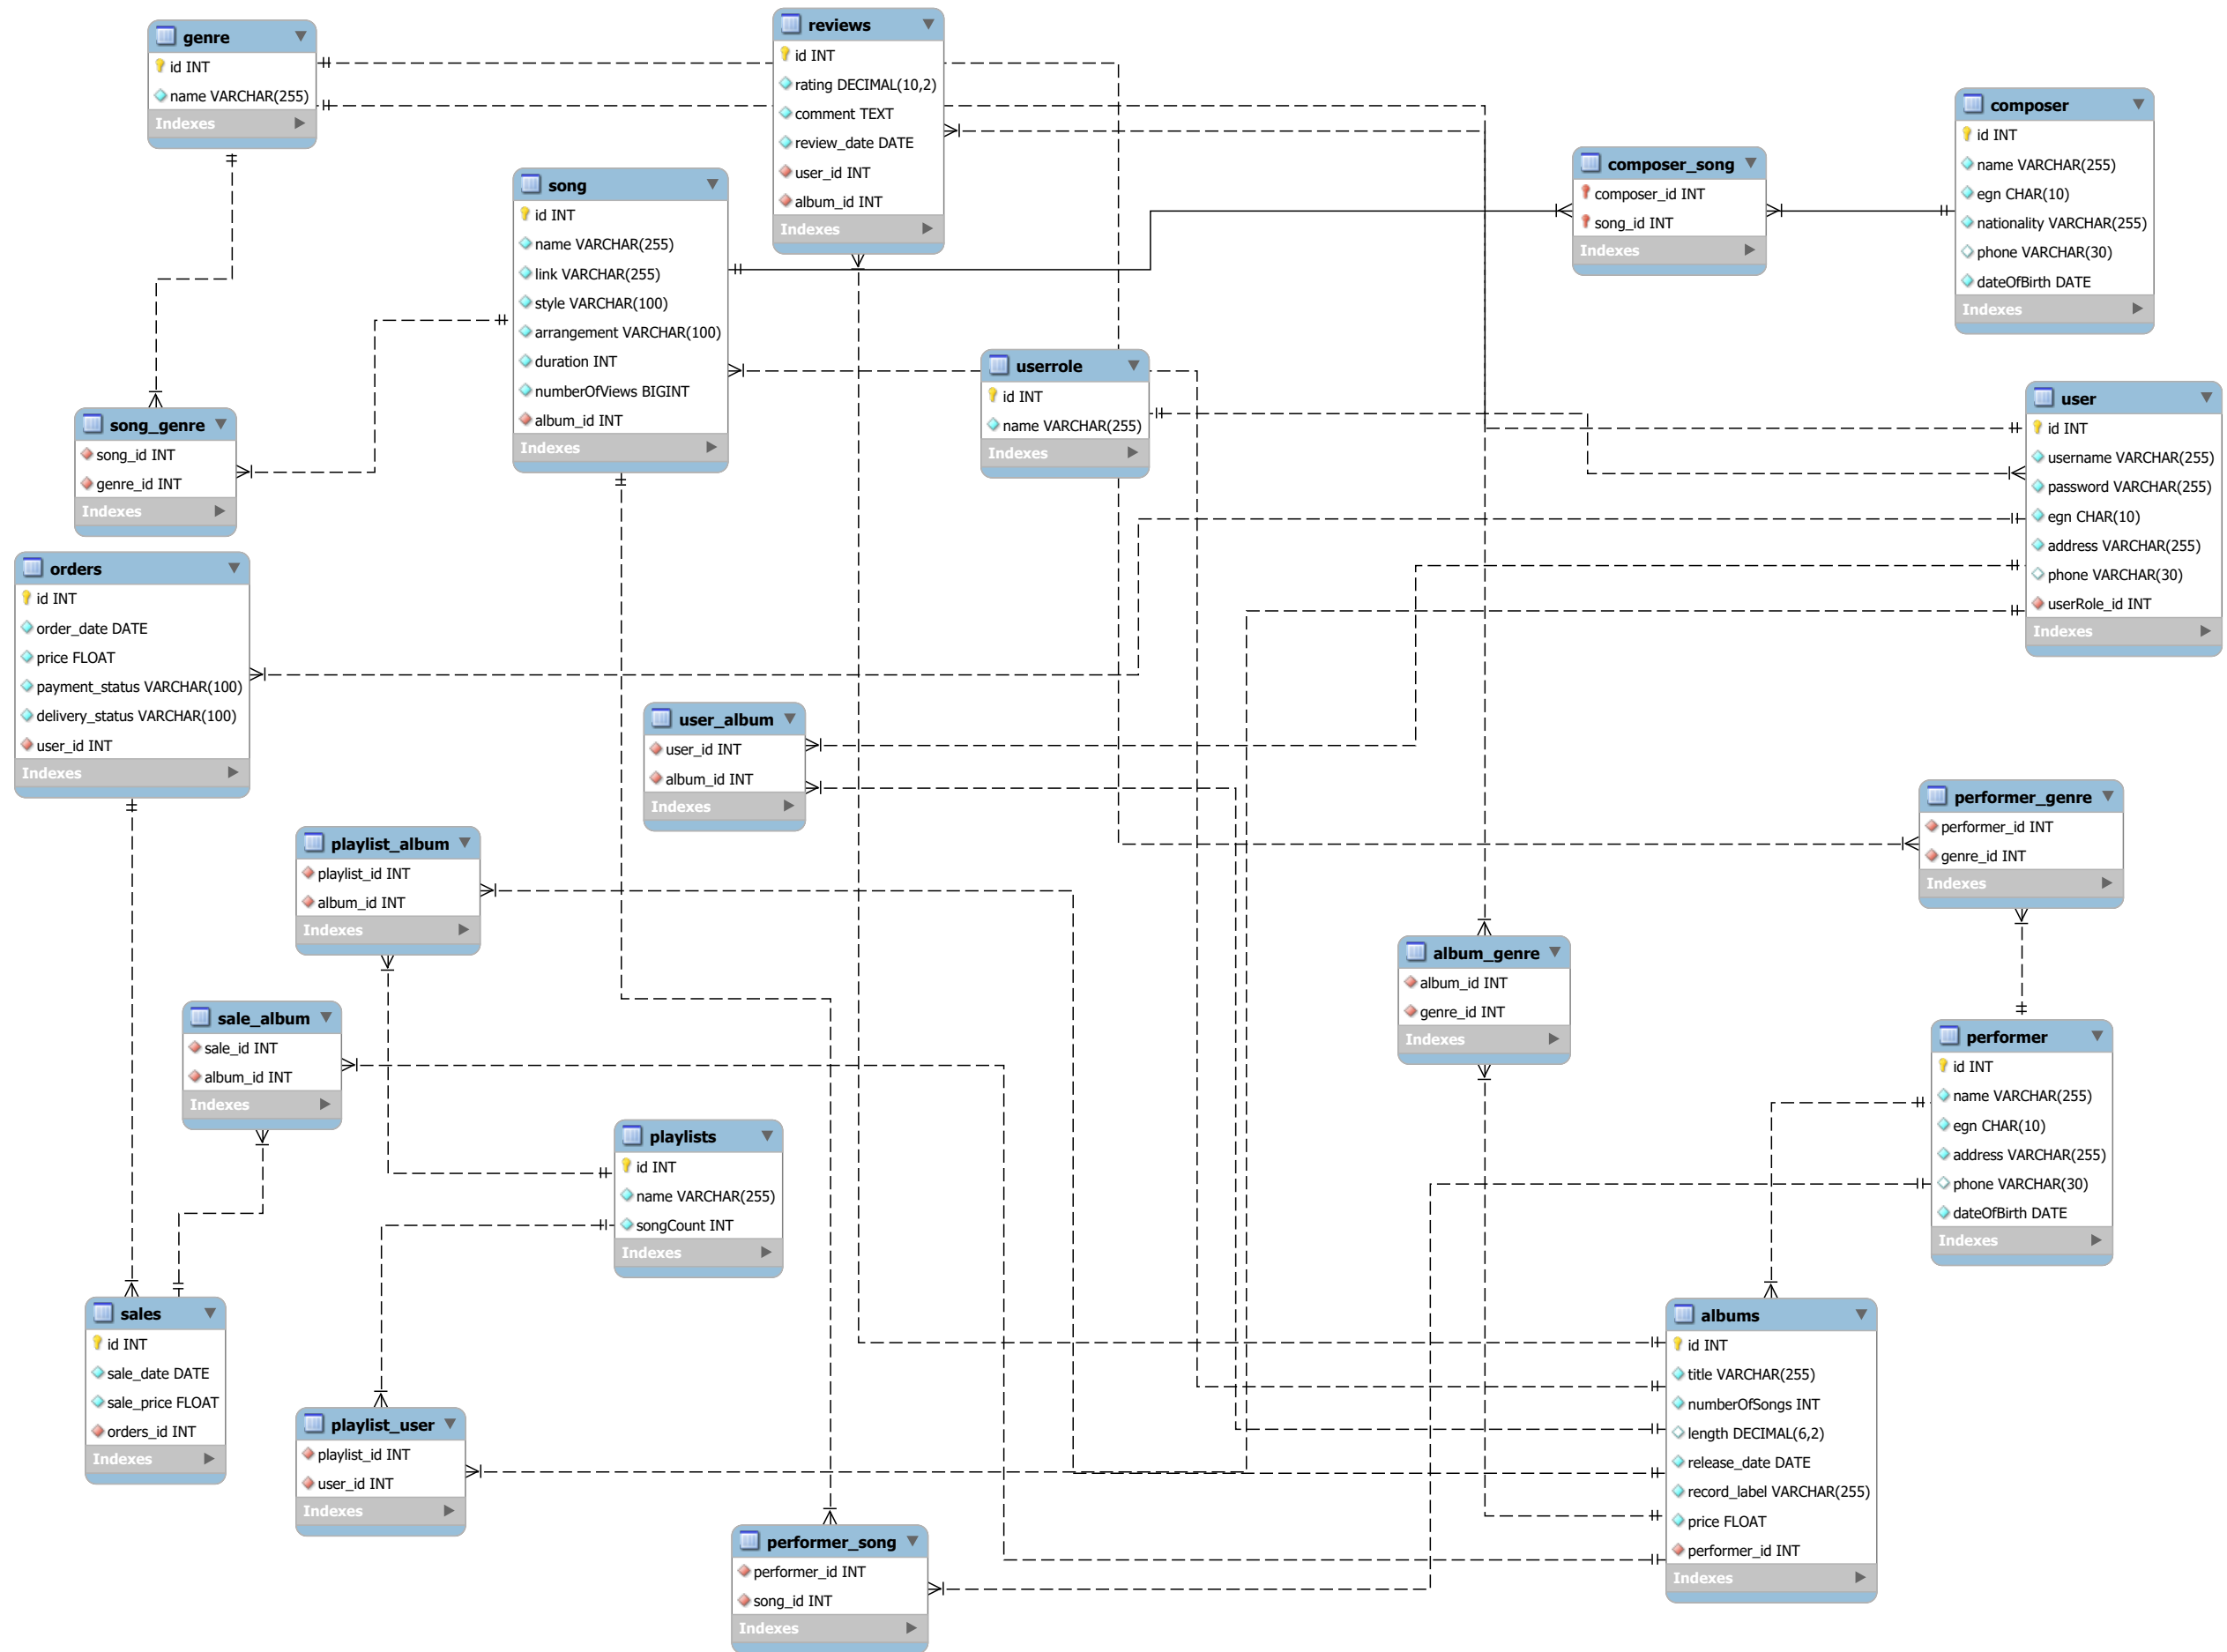 genre
id INT
name VARCHAR(255)
Indexes
reviews
id INT
rating DECIMAL(10,2)
comment TEXT
review_date DATE
user_id INT
album_id INT
Indexes
composer
id INT
name VARCHAR(255)
egn CHAR(10)
nationality VARCHAR(255)
phone VARCHAR(30)
dateOfBirth DATE
Indexes
composer_song
composer_id INT
song_id INT
Indexes
song
id INT
name VARCHAR(255)
link VARCHAR(255)
style VARCHAR(100)
arrangement VARCHAR(100)
duration INT
numberOfViews BIGINT
album_id INT
Indexes
userrole
id INT
name VARCHAR(255)
Indexes
user
id INT
username VARCHAR(255)
password VARCHAR(255)
egn CHAR(10)
address VARCHAR(255)
phone VARCHAR(30)
userRole_id INT
Indexes
song_genre
song_id INT
genre_id INT
Indexes
orders
id INT
order_date DATE
price FLOAT
payment_status VARCHAR(100)
delivery_status VARCHAR(100)
user_id INT
Indexes
user_album
user_id INT
album_id INT
Indexes
performer_genre
performer_id INT
genre_id INT
Indexes
playlist_album
playlist_id INT
album_id INT
Indexes
album_genre
album_id INT
genre_id INT
Indexes
sale_album
sale_id INT
album_id INT
Indexes
performer
id INT
name VARCHAR(255)
egn CHAR(10)
address VARCHAR(255)
phone VARCHAR(30)
dateOfBirth DATE
Indexes
playlists
id INT
name VARCHAR(255)
songCount INT
Indexes
sales
id INT
sale_date DATE
sale_price FLOAT
orders_id INT
Indexes
albums
id INT
title VARCHAR(255)
numberOfSongs INT
length DECIMAL(6,2)
release_date DATE
record_label VARCHAR(255)
price FLOAT
performer_id INT
Indexes
playlist_user
playlist_id INT
user_id INT
Indexes
performer_song
performer_id INT
song_id INT
Indexes